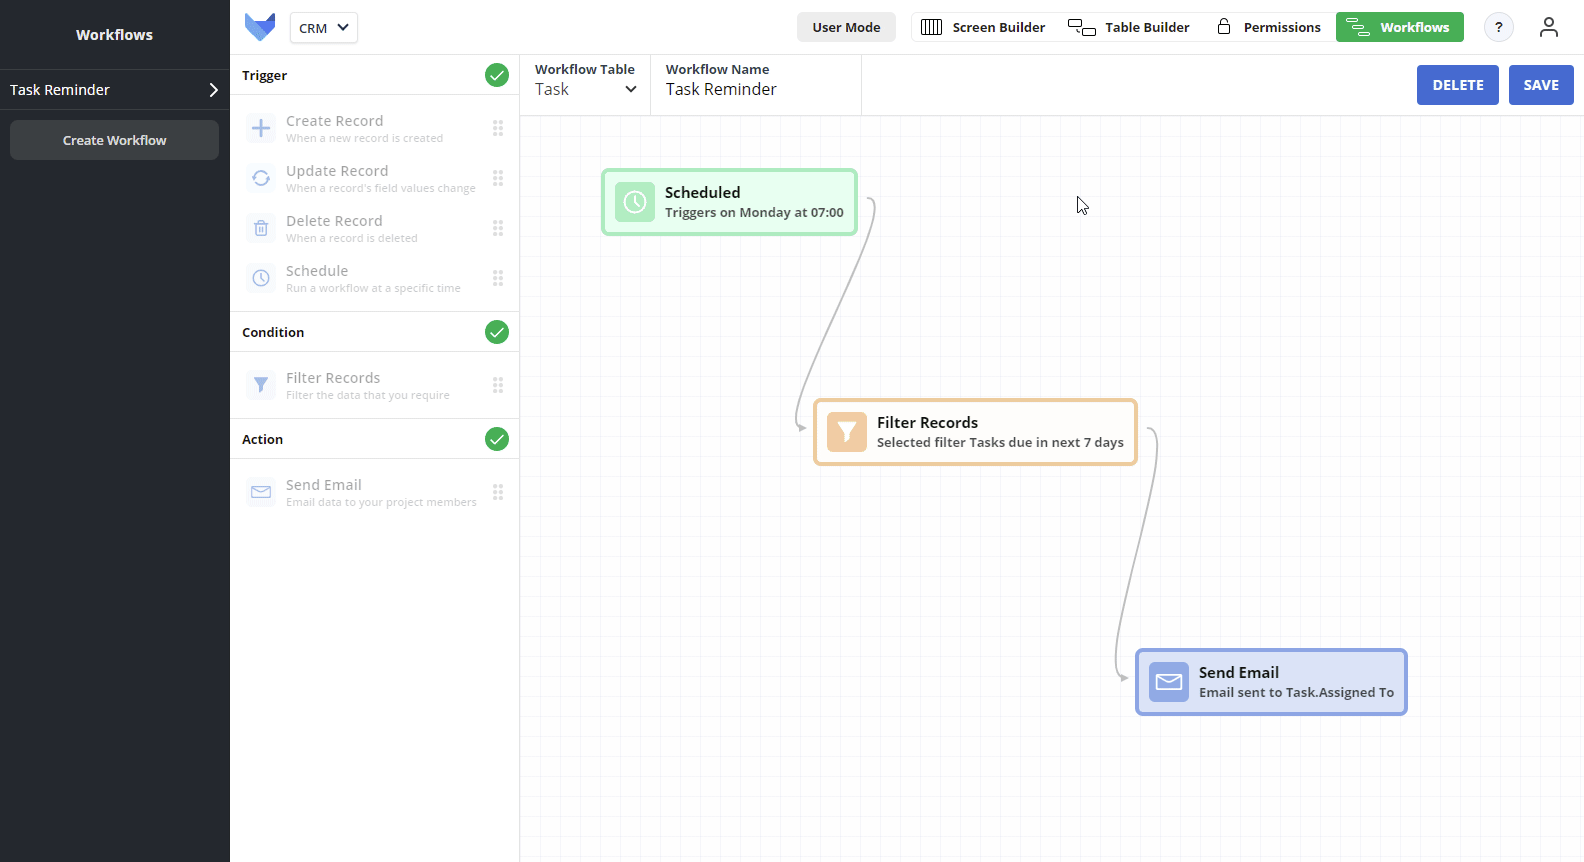 Workflows
Task Reminder
Create Workflow
CRM
User Mode
Screen Builder
Table Builder
Permissions
Workflows
?
Trigger
Create Record
When a new record is created
Update Record
When a record's field values change
Delete Record
When a record is deleted
Schedule
Run a workflow at a specific time
Condition
Filter Records
Filter the data that you require
Action
Send Email
Email data to your project members
Workflow Table
Task
Workflow Name
Task Reminder
DELETE
SAVE
Scheduled
Triggers on Monday at 07:00
Filter Records
Selected filter Tasks due in next 7 days
Send Email
Email sent to Task.Assigned To